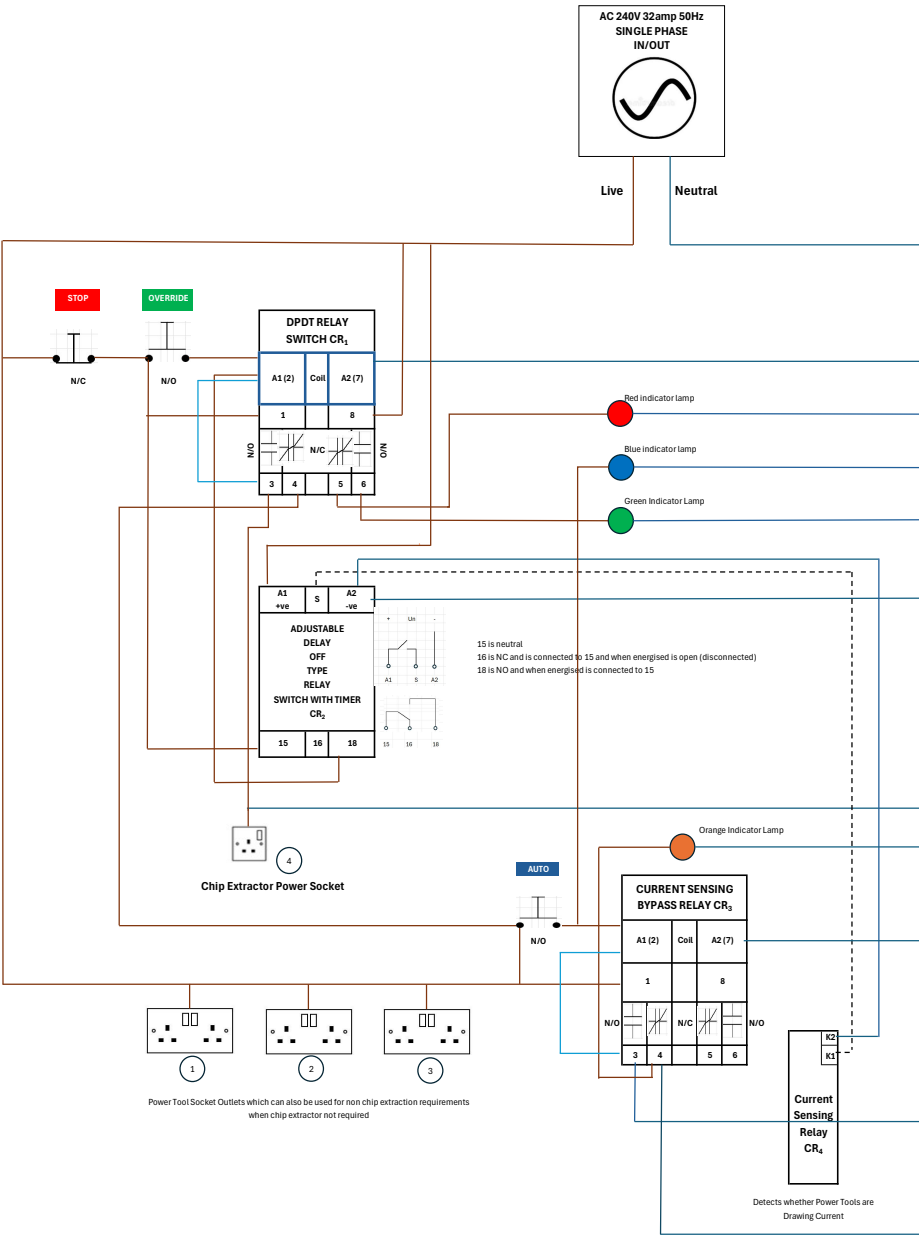 AC 240V 32amp 50Hz
SINGLE PHASE
IN/OUT
Live
Neutral
STOP
OVERRIDE
N/C
N/O
DPDT RELAY
SWITCH CR₁
A1 (2)
Coil
A2 (7)
1
8
N/O
N/C
N/O
3
4
5
6
Red indicator lamp
Blue indicator lamp
Green Indicator Lamp
A1
+ve
S
A2
-ve
ADJUSTABLE
DELAY
OFF
TYPE
RELAY
SWITCH WITH TIMER
CR₂
15
16
18
+
Un
-
A1
S
A2
15
16
18
15 is neutral
16 is NC and is connected to 15 and when energised is open (disconnected)
18 is NO and when energised is connected to 15
4
Chip Extractor Power Socket
Orange Indicator Lamp
AUTO
N/O
CURRENT SENSING
BYPASS RELAY CR₃
A1 (2)
Coil
A2 (7)
1
8
N/O
N/C
N/O
3
4
5
6
K2
K1
Current
Sensing
Relay
CR₄
Detects whether Power Tools are
Drawing Current
1
2
3
Power Tool Socket Outlets which can also be used for non chip extraction requirements
when chip extractor not required